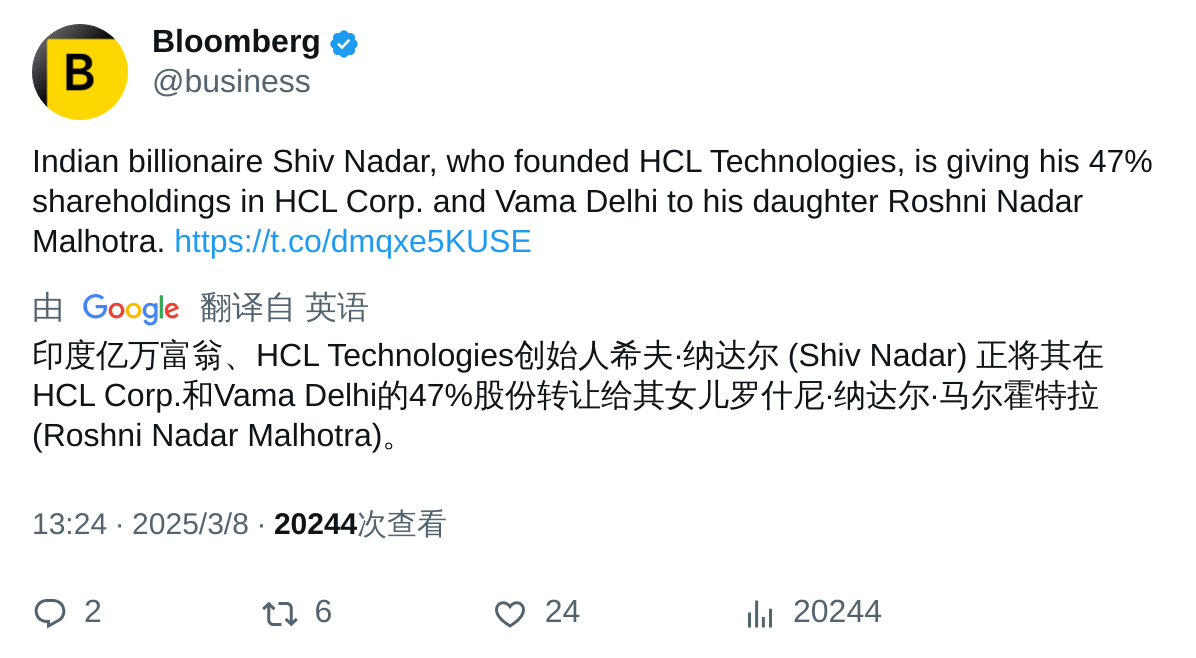 B
Bloomberg
@business
Indian billionaire Shiv Nadar, who founded HCL Technologies, is giving his 47%
shareholdings in HCL Corp. and Vama Delhi to his daughter Roshni Nadar
Malhotra. https://t.co/dmqxe5KUSE
由 Google 翻译自 英语
印度亿万富翁、HCL Technologies创始人希夫·纳达尔 (Shiv Nadar) 正将其在
HCL Corp.和Vama Delhi的47%股份转让给其女儿罗什尼·纳达尔·马尔霍特拉
(Roshni Nadar Malhotra)。
13:24 · 2025/3/8 · 20244次查看
2 6 24 20244